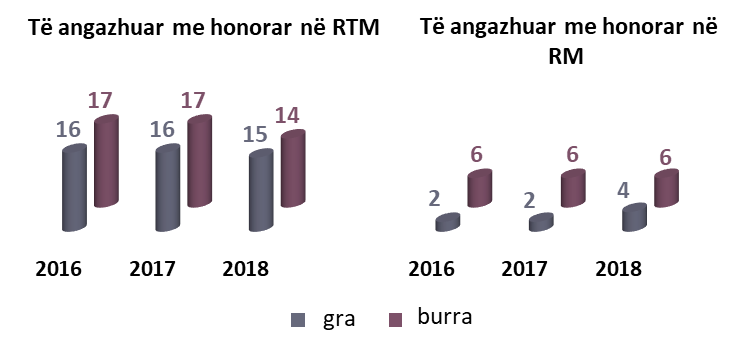 Të angazhuar me honorar në RTM
16 17 16 17 15 14
2016 2017 2018
Të angazhuar me honorar në
RM
2 6 2 6 4 6
2016 2017 2018
gra burra